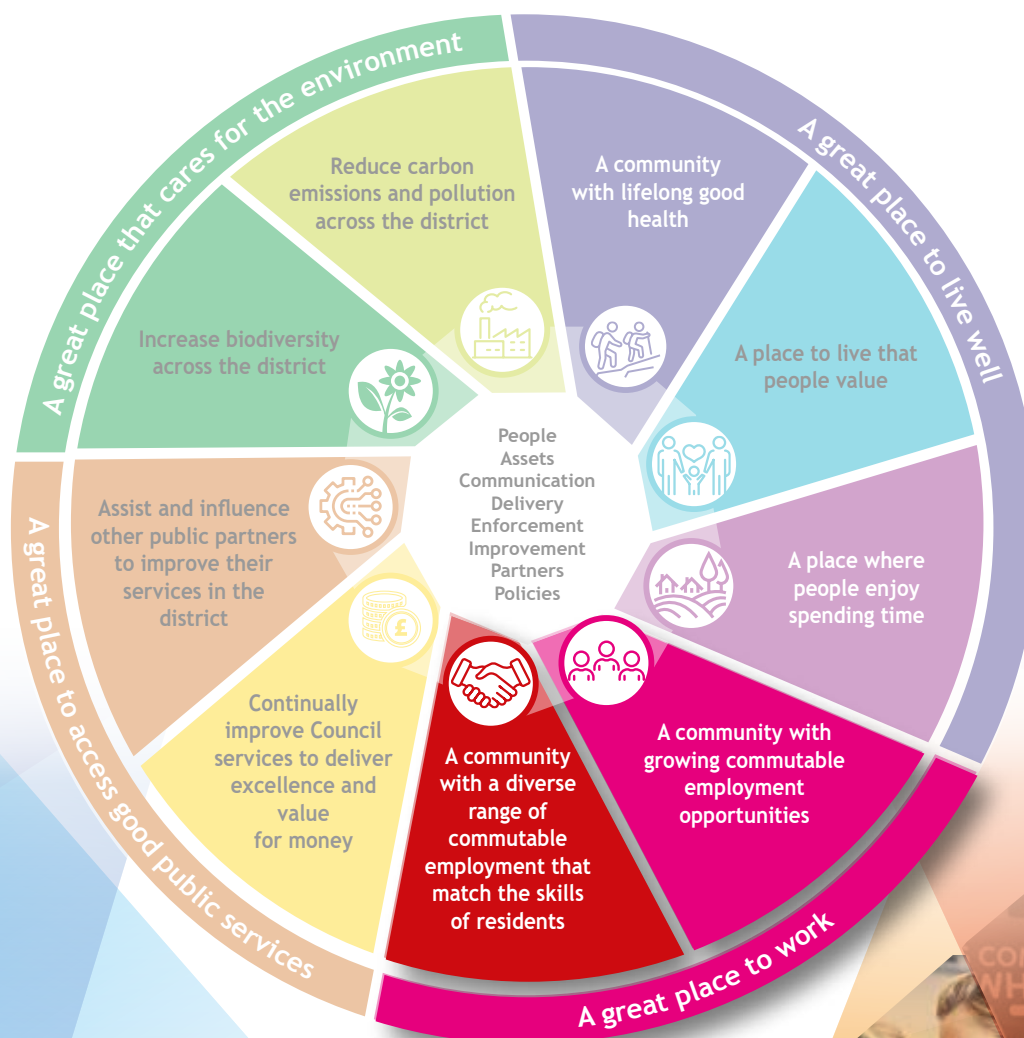 A great place that cares for the environment
A great place to live well
A great place to work
A great place to access good public services
Reduce carbon
emissions and pollution
across the district
A community
with lifelong good
health
A place to live that
people value
A place where
people enjoy
spending time
A community with
growing commutable
employment
opportunities
A community
with a diverse
range of
commutable
employment that
match the skills
of residents
Continually
improve Council
services to deliver
excellence and
value
for money
£
Assist and influence
other public partners
to improve their
services in the
district
Increase biodiversity
across the district
People
Assets
Communication
Delivery
Enforcement
Improvement
Partners
Policies